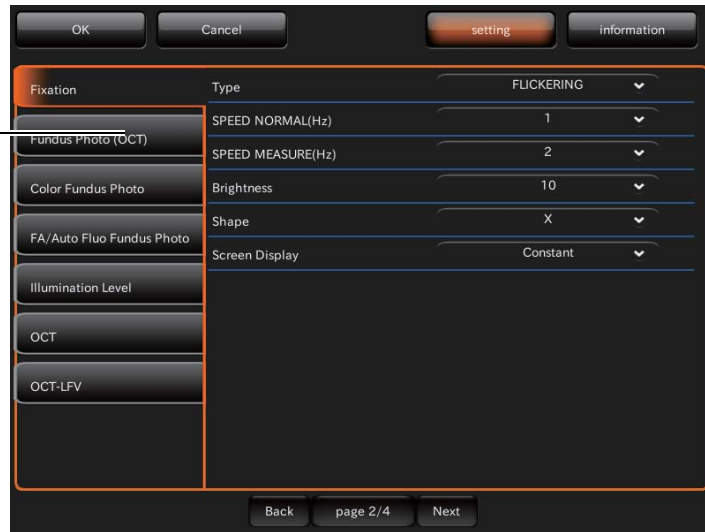 OK Cancel setting information
Fixation Type FLICKERING
SPEED NORMAL(Hz) 1
Fundus Photo (OCT)
SPEED MEASURE(Hz) 2
Color Fundus Photo Brightness 10
Shape X
FA/Auto Fluo Fundus Photo
Screen Display Constant
Illumination Level
OCT
OCT-LFV
Back page 2/4 Next